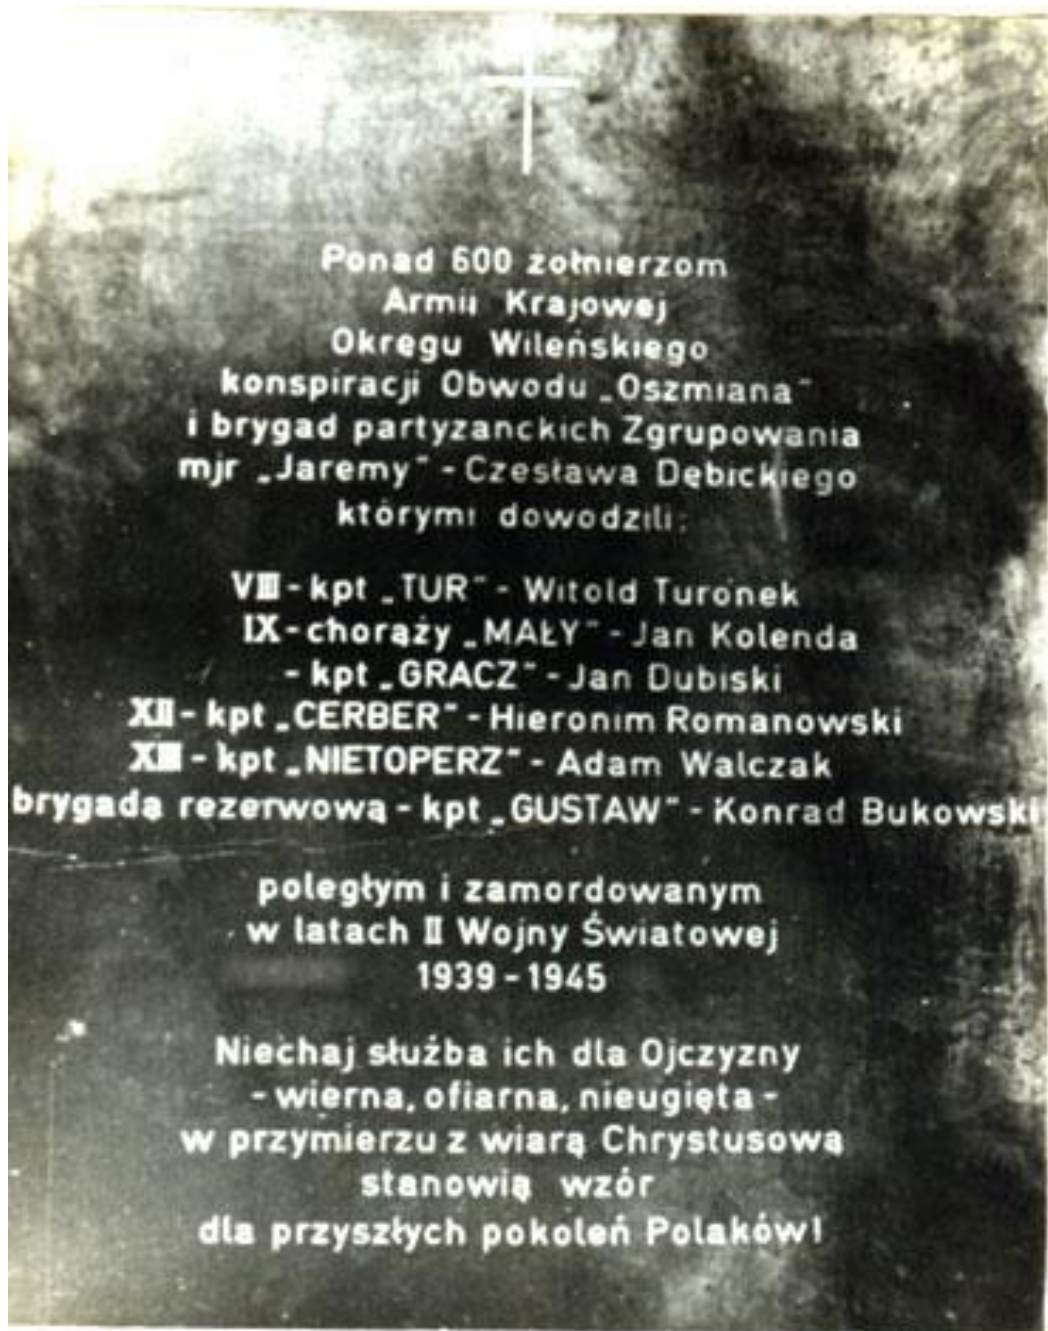 Ponad 600 żołnierzom
Armii Krajowej
Okręgu Wileńskiego
konspiracji Obwodu „Oszmiana”
i brygad partyzanckich Zgrupowania
mjr „Jaremy” - Czesława Dębickiego
którymi dowodzili:
VIII - kpt „TUR” - Witold Turonek
IX - chorąży „MAŁY” - Jan Kolenda
- kpt „GRACZ” - Jan Dubiski
XII - kpt „CERBER” - Hieronim Romanowski
XIII - kpt „NIETOPERZ” - Adam Walczak
brygadą rezerwową - kpt „GUSTAW” - Konrad Bukowski
poległym i zamordowanym
w latach II Wojny Światowej
1939 - 1945
Niechaj służba ich dla Ojczyzny
- wierna, ofiarna, nieugięta -
w przymierzu z wiarą Chrystusową
stanowią wzór
dla przyszłych pokoleń Polaków!